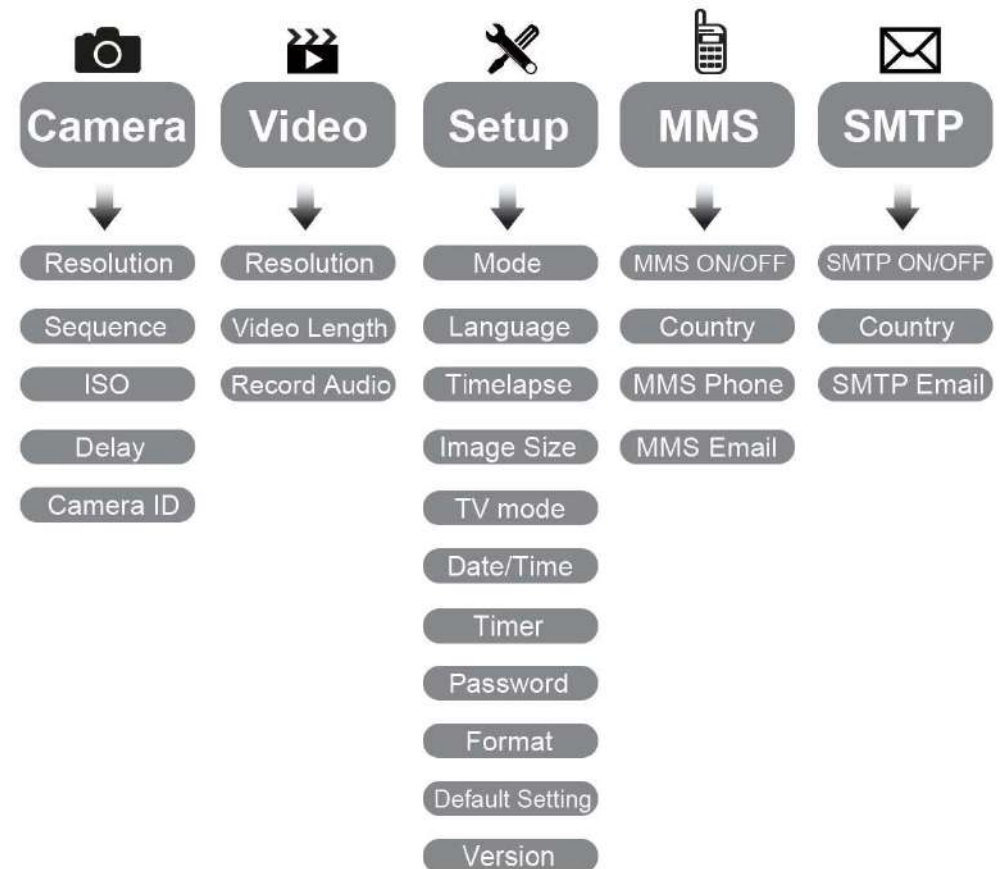 Camera Video Setup MMS SMTP
Resolution Resolution Mode MMS ON/OFF SMTP ON/OFF
Sequence Video Length Language Country Country
ISO Record Audio Timelapse MMS Phone SMTP Email
Delay Image Size MMS Email
Camera ID TV mode
Date/Time
Timer
Password
Format
Default Setting
Version